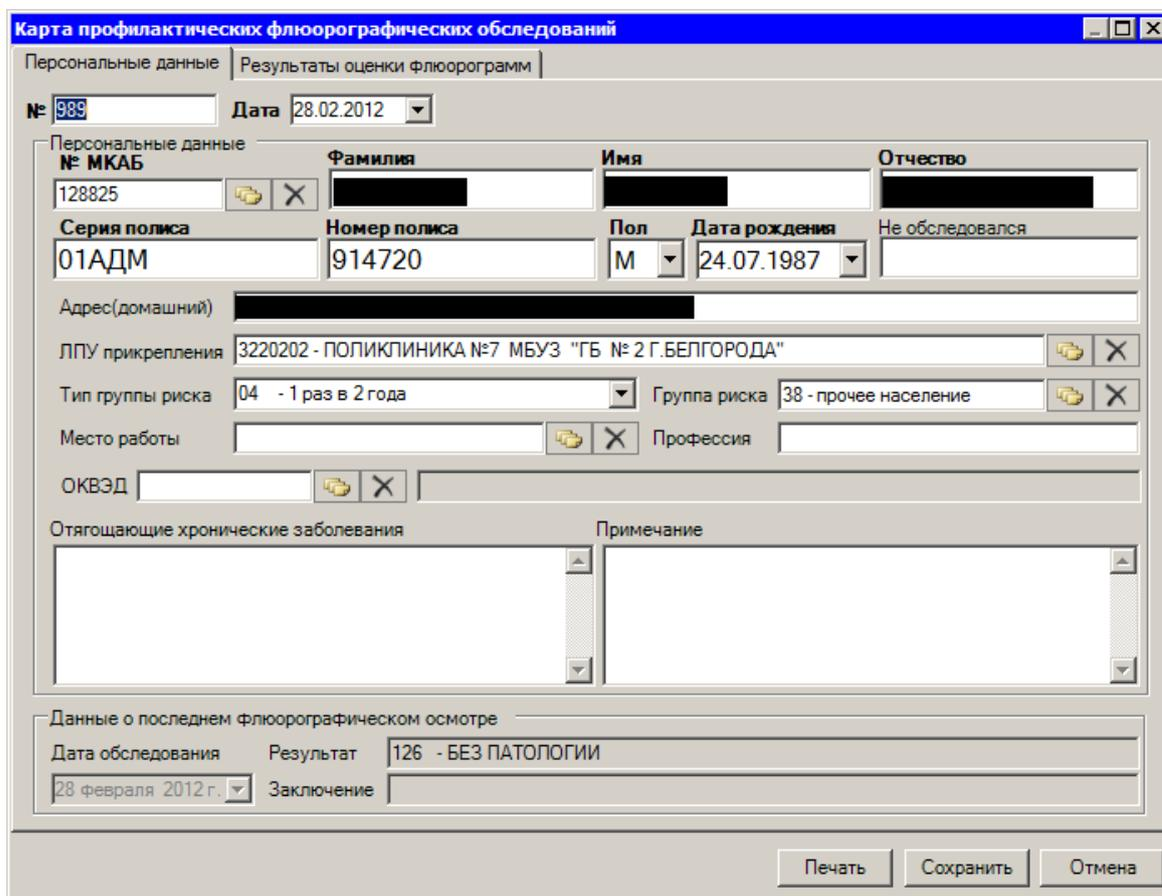 Карта профилактических флюорографических обследований
Персональные данные Результаты оценки флюорограмм
№ 989 Дата 28.02.2012
Персональные данные
№ МКАБ Фамилия Имя Отчество
128825
Серия полиса Номер полиса Пол Дата рождения Не обследовался
01АДМ 914720 М 24.07.1987
Адрес(домашний)
ЛПУ прикрепления 3220202 - ПОЛИКЛИНИКА №7 МБУЗ "ГБ № 2 Г.БЕЛГОРОДА"
Тип группы риска 04 - 1 раз в 2 года Группа риска 38 - прочее население
Место работы Профессия
ОКВЭД
Отягощающие хронические заболевания Примечание
Данные о последнем флюорографическом осмотре
Дата обследования Результат 126 - БЕЗ ПАТОЛОГИИ
28 февраля 2012 г. Заключение
Печать Сохранить Отмена